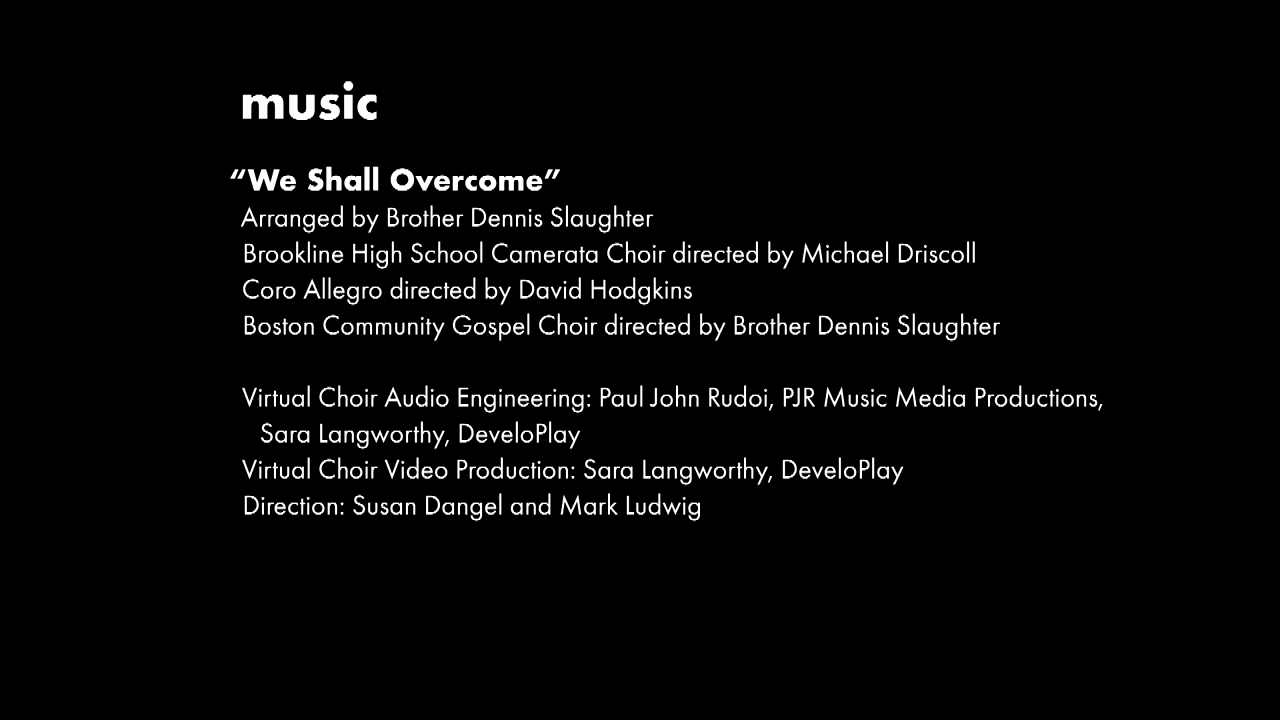 music
“We Shall Overcome”
Arranged by Brother Dennis Slaughter
Brookline High School Camerata Choir directed by Michael Driscoll
Coro Allegro directed by David Hodgkins
Boston Community Gospel Choir directed by Brother Dennis Slaughter
Virtual Choir Audio Engineering: Paul John Rudoi, PJR Music Media Productions,
Sara Langworthy, DeveloPlay
Virtual Choir Video Production: Sara Langworthy, DeveloPlay
Direction: Susan Dangel and Mark Ludwig